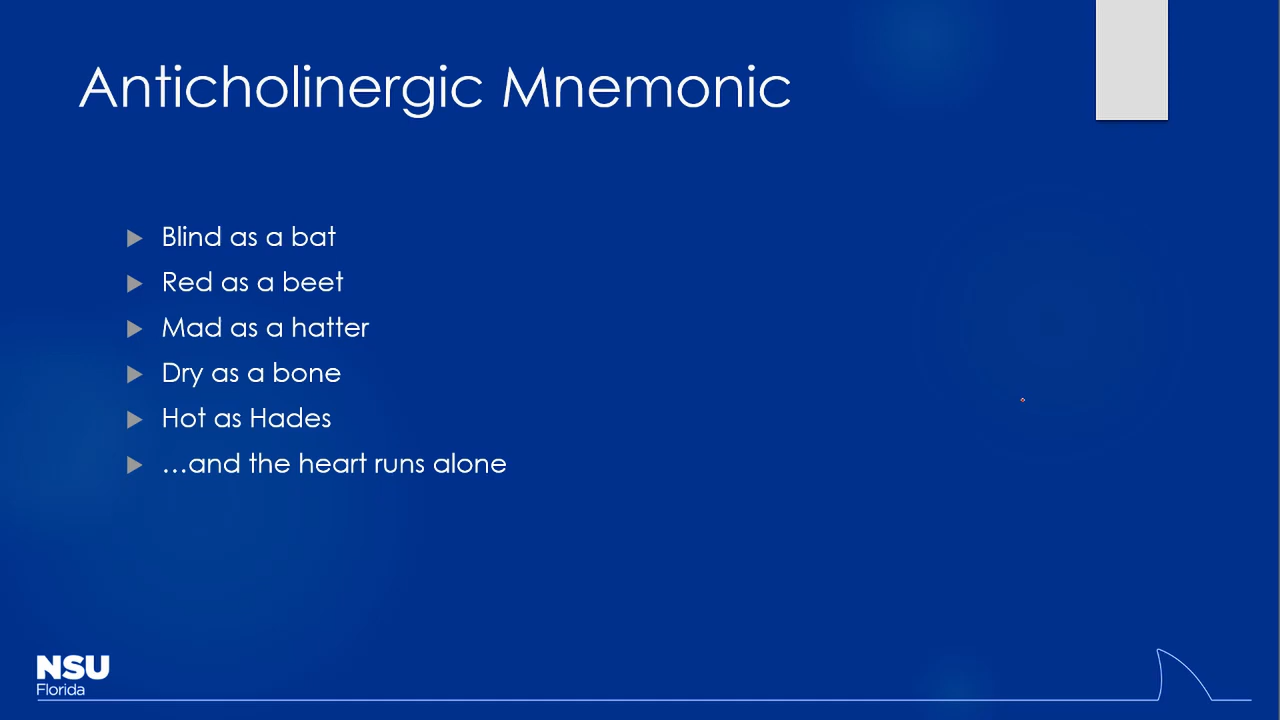 Anticholinergic Mnemonic
Blind as a bat
Red as a beet
Mad as a hatter
Dry as a bone
Hot as Hades
...and the heart runs alone
NSU
Florida